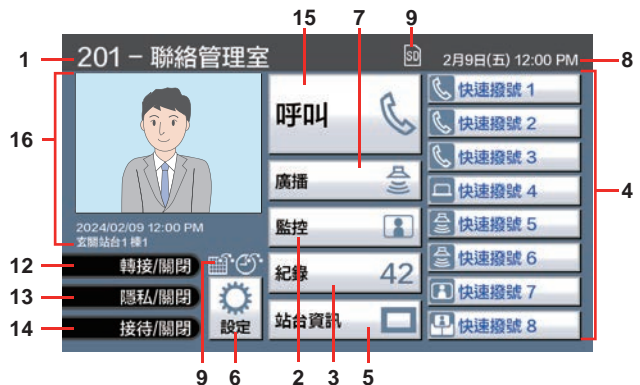 15 7 9
1 201 – 聯絡管理室 SD 2月9日(五) 12:00 PM 8
呼叫 快速撥號 1
快速撥號 2
快速撥號 3
16
廣播 快速撥號 4 4
2024/02/09 12:00 PM 監控 快速撥號 5
玄關站台1 棟1
快速撥號 6
12 轉接/關閉 紀錄 42 快速撥號 7
13 隱私/關閉
14 接待/關閉 設定 站台資訊 快速撥號 8
9 6 2 3 5